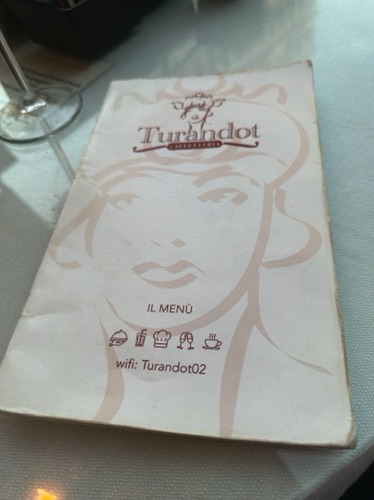 Turandot
CAFFETTERIA
IL MENÙ
wifi: Turandot02